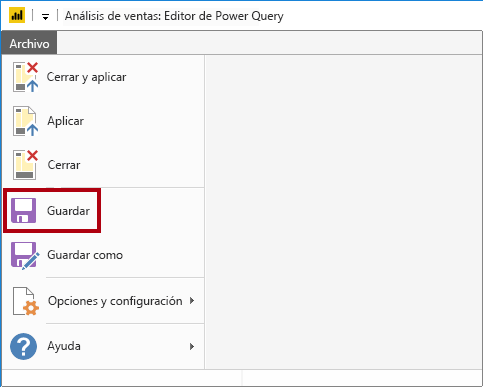 Análisis de ventas: Editor de Power Query
Archivo
Cerrar y aplicar
Aplicar
Cerrar
Guardar
Guardar como
Opciones y configuración
Ayuda